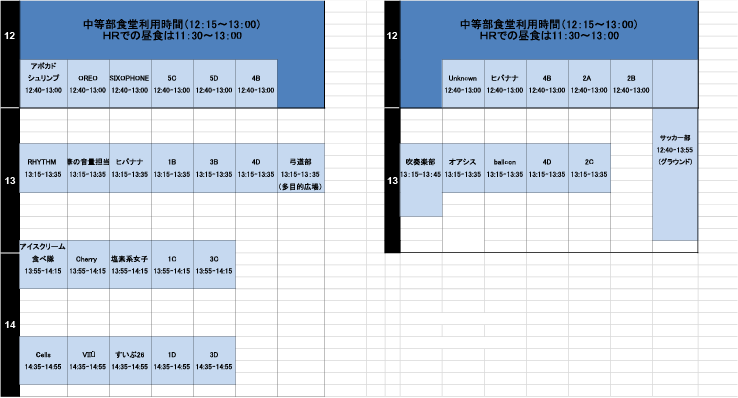 12
中等部食堂利用時間(12:15~13:00)
HRでの昼食は11:30~13:00
アボカド
シュリンプ
12:40-13:00
OREO
12:40-13:00
SIXOPHONE
12:40-13:00
5C
12:40-13:00
5D
12:40-13:00
4B
12:40-13:00
13
RHYTHM
13:15-13:35
の音量担当
13:15-13:35
ヒバナナ
13:15-13:35
1B
13:15-13:35
3B
13:15-13:35
4D
13:15-13:35
弓道部
13:15-13:35
(多目的広場)
アイスクリーム
食べ隊
13:55-14:15
Cherry
13:55-14:15
塩素系女子
13:55-14:15
1C
13:55-14:15
3C
13:55-14:15
14
Cells
14:35-14:55
14:35-14:55
すいぶ26
14:35-14:55
1D
14:35-14:55
3D
14:35-14:55
12
中等部食堂利用時間(12:15~13:00)
HRでの昼食は11:30~13:00
Unknown
12:40-13:00
ヒバナナ
12:40-13:00
4B
12:40-13:00
2A
12:40-13:00
2B
12:40-13:00
サッカー部
12:40-13:55
(グラウンド)
13
吹奏楽部
13:15-13:45
オアシス
13:15-13:35
balloon
13:15-13:35
4D
13:15-13:35
2C
13:15-13:35